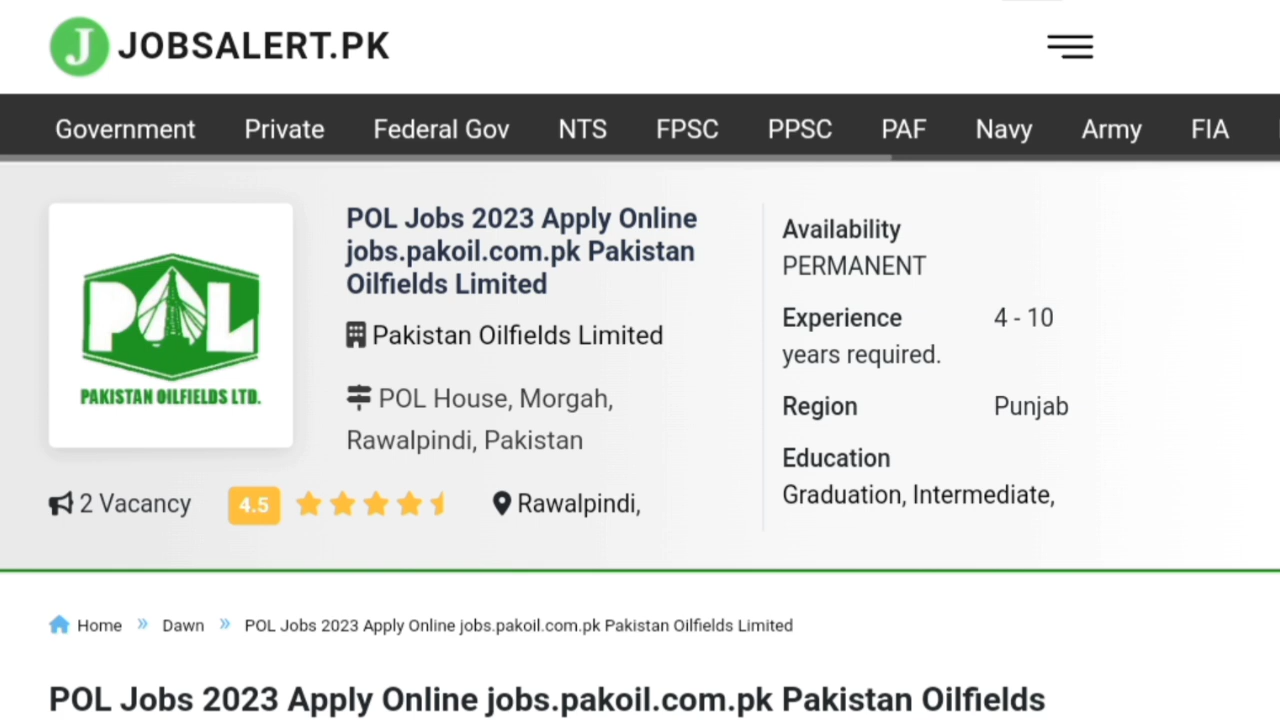 J JOBSALERT.PK
Government Private Federal Gov NTS FPSC PPSC PAF Navy Army FIA
POL
PAKISTAN OILFIELDS LTD.
POL Jobs 2023 Apply Online
jobs.pakoil.com.pk Pakistan
Oilfields Limited
Pakistan Oilfields Limited
POL House, Morgah,
Rawalpindi, Pakistan
2 Vacancy 4.5 Rawalpindi,
Availability
PERMANENT
Experience 4 - 10
years required.
Region Punjab
Education
Graduation, Intermediate,
Home » Dawn » POL Jobs 2023 Apply Online jobs.pakoil.com.pk Pakistan Oilfields Limited
POL Jobs 2023 Apply Online jobs.pakoil.com.pk Pakistan Oilfields